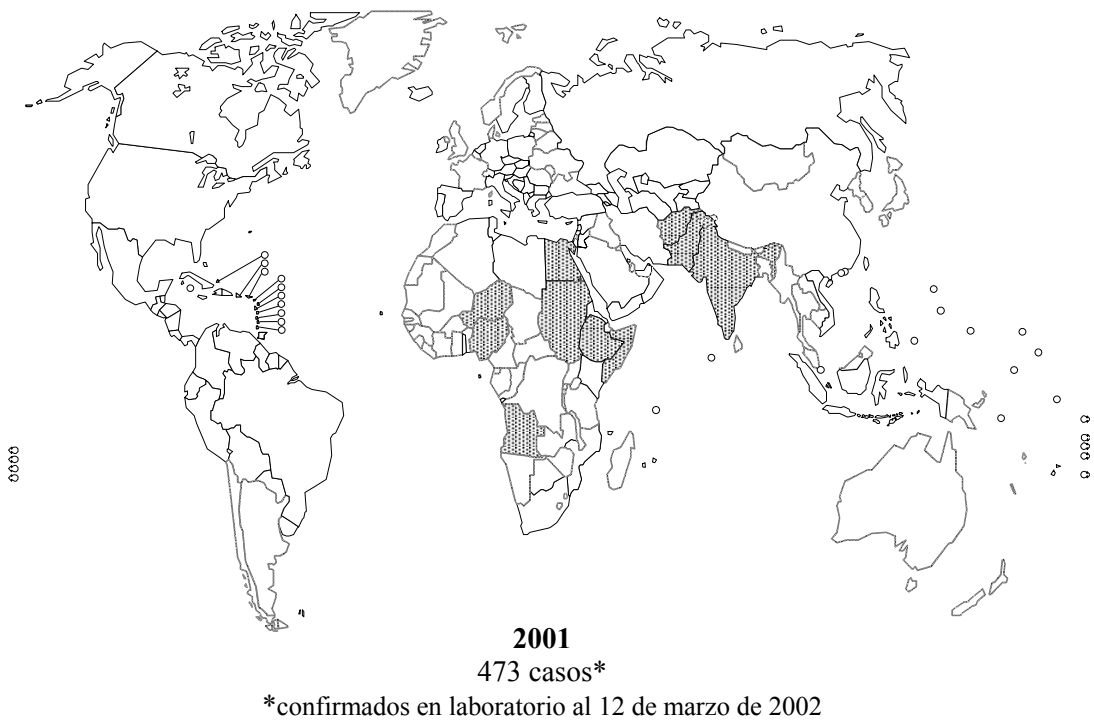 2001
473 casos*
*confirmados en laboratorio al 12 de marzo de 2002